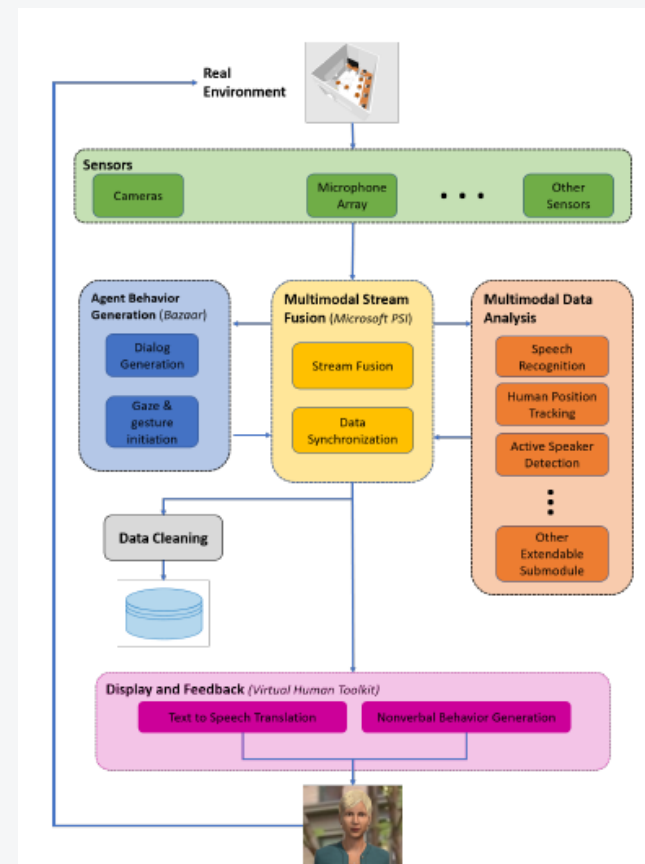 Real
Environment
Sensors
Cameras
Microphone
Array
Other
Sensors
Agent Behavior
Generation (Bazaar)
Dialog
Generation
Gaze &
gesture
initiation
Multimodal Stream
Fusion (Microsoft PSI)
Stream Fusion
Data
Synchronization
Multimodal Data
Analysis
Speech
Recognition
Human Position
Tracking
Active Speaker
Detection
Other
Extendable
Submodule
Data Cleaning
Display and Feedback (Virtual Human Toolkit)
Text to Speech Translation
Nonverbal Behavior Generation